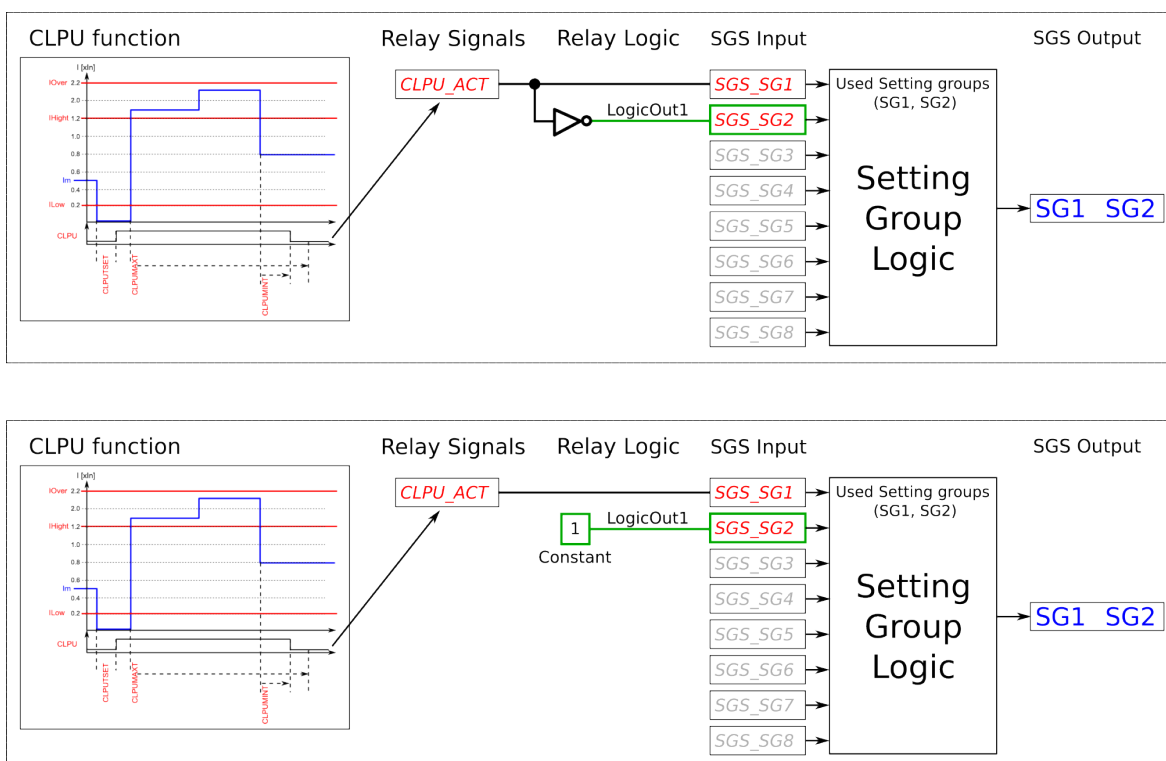 CLPU function
Relay Signals
Relay Logic
SGS Input
SGS Output
I [xIn]
IOver 2.2
2.0
IHight 1.2
1.0
0.8
0.6
Im
0.4
ILow 0.2
CLPU
CLPUTSET
CLPUMAXT
CLPUMINT
CLPU_ACT
LogicOut1
SGS_SG1
SGS_SG2
SGS_SG3
SGS_SG4
SGS_SG5
SGS_SG6
SGS_SG7
SGS_SG8
Used Setting groups
(SG1, SG2)
Setting
Group
Logic
SG1 SG2
CLPU function
Relay Signals
Relay Logic
SGS Input
SGS Output
I [xIn]
IOver 2.2
2.0
IHight 1.2
1.0
0.8
0.6
Im
0.4
ILow 0.2
CLPU
CLPUTSET
CLPUMAXT
CLPUMINT
CLPU_ACT
1
Constant
LogicOut1
SGS_SG1
SGS_SG2
SGS_SG3
SGS_SG4
SGS_SG5
SGS_SG6
SGS_SG7
SGS_SG8
Used Setting groups
(SG1, SG2)
Setting
Group
Logic
SG1 SG2